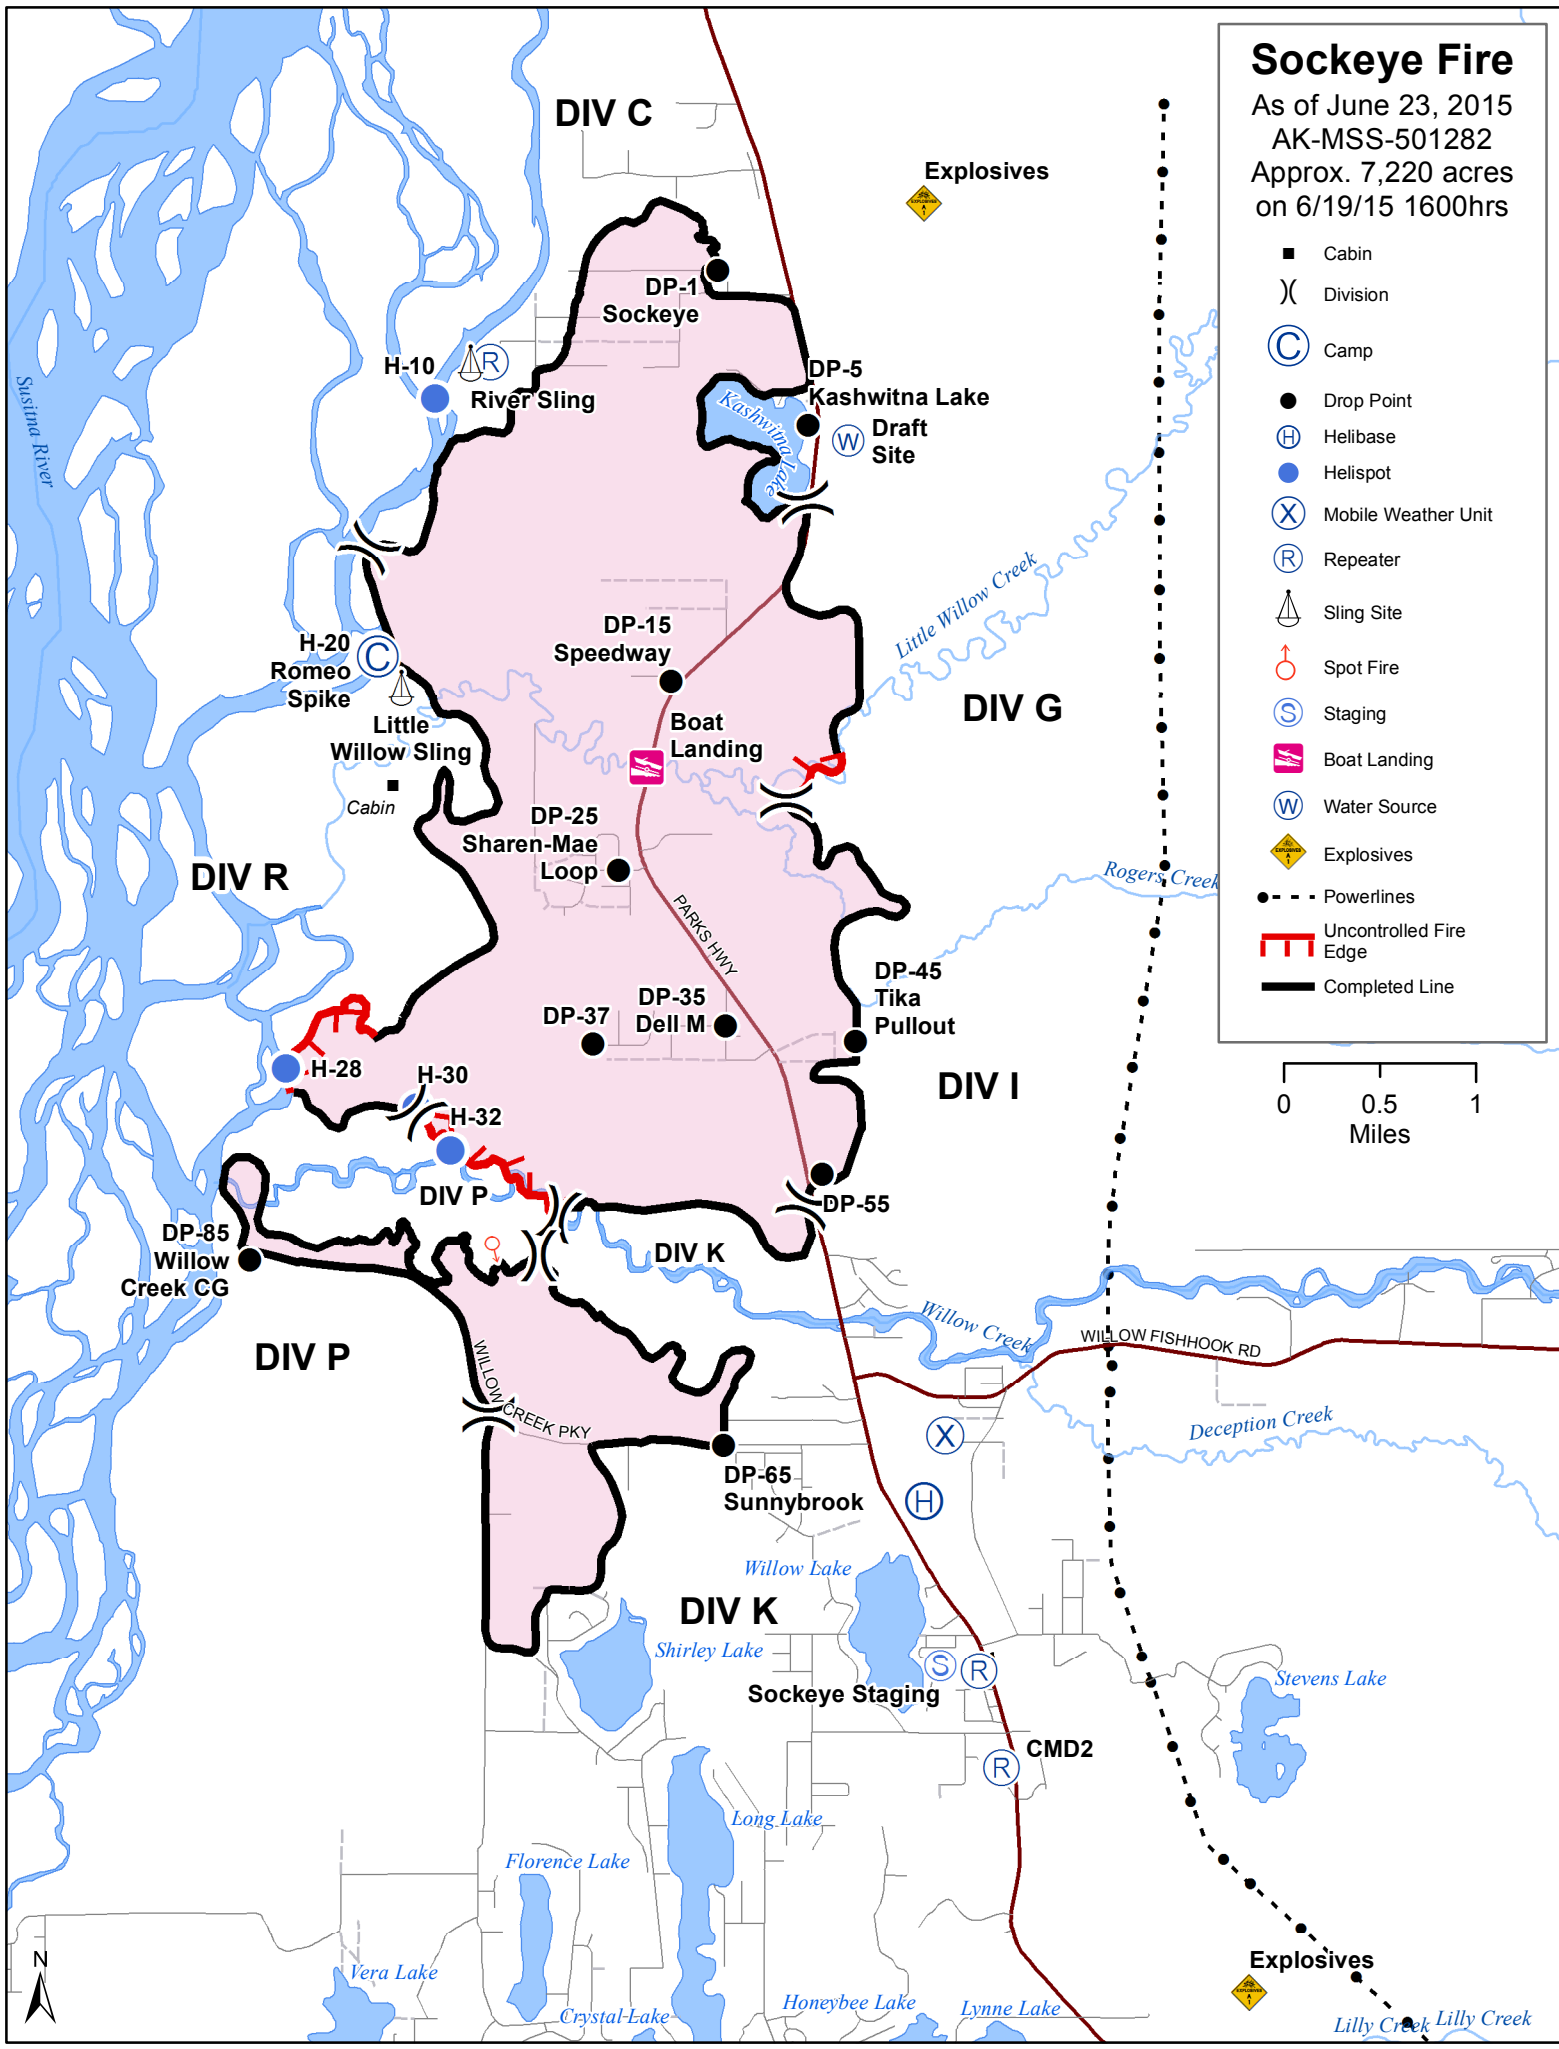 Sockeye Fire
As of June 23, 2015
AK-MSS-501282
Approx. 7,220 acres
on 6/19/15 1600hrs
Cabin
Division
C
Camp
Drop Point
H
Helibase
Helispot
X
Mobile Weather Unit
R
Repeater
Sling Site
Spot Fire
S
Staging
Boat Landing
W
Water Source
EXPLOSIVES
Explosives
Powerlines
Uncontrolled Fire
Edge
Completed Line
0
0.5
1
Miles
DIV C
Explosives
EXPLOSIVES
DP-1
Sockeye
H-10
R
River Sling
Susitna River
DP-5
Kashwitna Lake
Kashwitna Lake
W
Draft
Site
Little Willow Creek
H-20
Romeo
Spike
C
DP-15
Speedway
DIV G
Little
Willow Sling
Boat
Landing
Cabin
DP-25
Sharen-Mae
Loop
DIV R
Rogers Creek
PARKS HWY
DP-45
Tika
Pullout
DP-35
Dell M
DP-37
H-28
H-30
DIV I
H-32
DIV P
DP-55
DP-85
Willow
Creek CG
DIV K
Willow Creek
WILLOW FISHHOOK RD
DIV P
WILLOW CREEK PKY
Deception Creek
X
DP-65
Sunnybrook
H
Willow Lake
DIV K
Shirley Lake
S
R
Sockeye Staging
Stevens Lake
CMD2
R
Long Lake
Florence Lake
N
Vera Lake
Explosives
EXPLOSIVES
Crystal Lake
Honeybee Lake
Lynne Lake
Lilly Creek
Lilly Creek